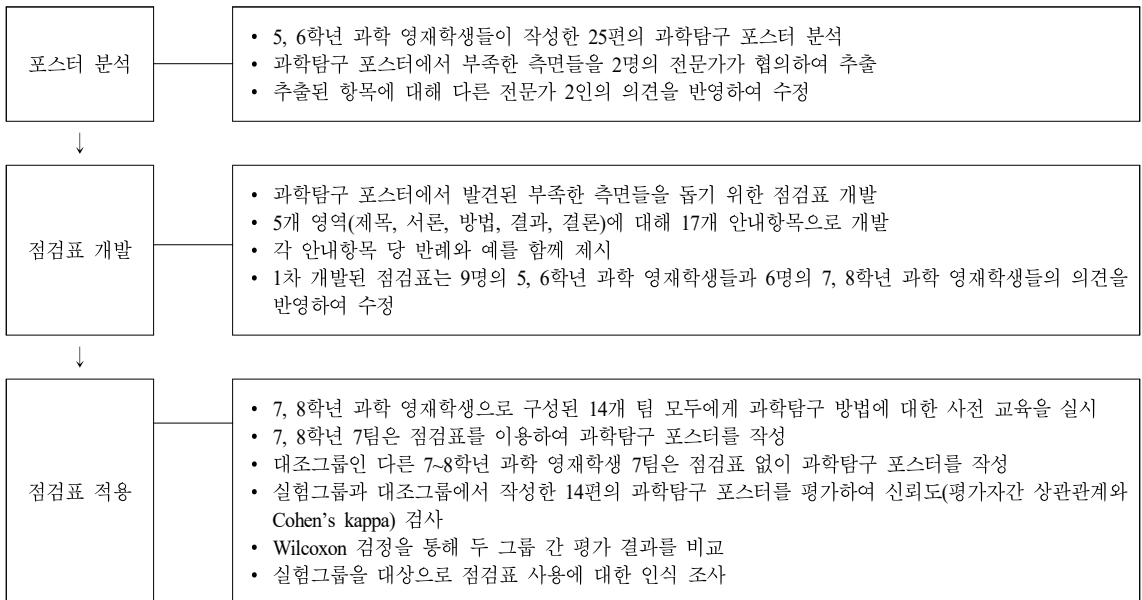 포스터 분석
• 5, 6학년 과학 영재학생들이 작성한 25편의 과학탐구 포스터 분석
• 과학탐구 포스터에서 부족한 측면들을 2명의 전문가가 협의하여 추출
• 추출된 항목에 대해 다른 전문가 2인의 의견을 반영하여 수정
↓
점검표 개발
• 과학탐구 포스터에서 발견된 부족한 측면들을 돕기 위한 점검표 개발
• 5개 영역(제목, 서론, 방법, 결과, 결론)에 대해 17개 안내항목으로 개발
• 각 안내항목 당 반례와 예를 함께 제시
• 1차 개발된 점검표는 9명의 5, 6학년 과학 영재학생들과 6명의 7, 8학년 과학 영재학생들의 의견을
반영하여 수정
↓
점검표 적용
• 7, 8학년 과학 영재학생으로 구성된 14개 팀 모두에게 과학탐구 방법에 대한 사전 교육을 실시
• 7, 8학년 7팀은 점검표를 이용하여 과학탐구 포스터를 작성
• 대조그룹인 다른 7~8학년 과학 영재학생 7팀은 점검표 없이 과학탐구 포스터를 작성
• 실험그룹과 대조그룹에서 작성한 14편의 과학탐구 포스터를 평가하여 신뢰도(평가자간 상관관계와
Cohen's kappa) 검사
• Wilcoxon 검정을 통해 두 그룹 간 평가 결과를 비교
• 실험그룹을 대상으로 점검표 사용에 대한 인식 조사